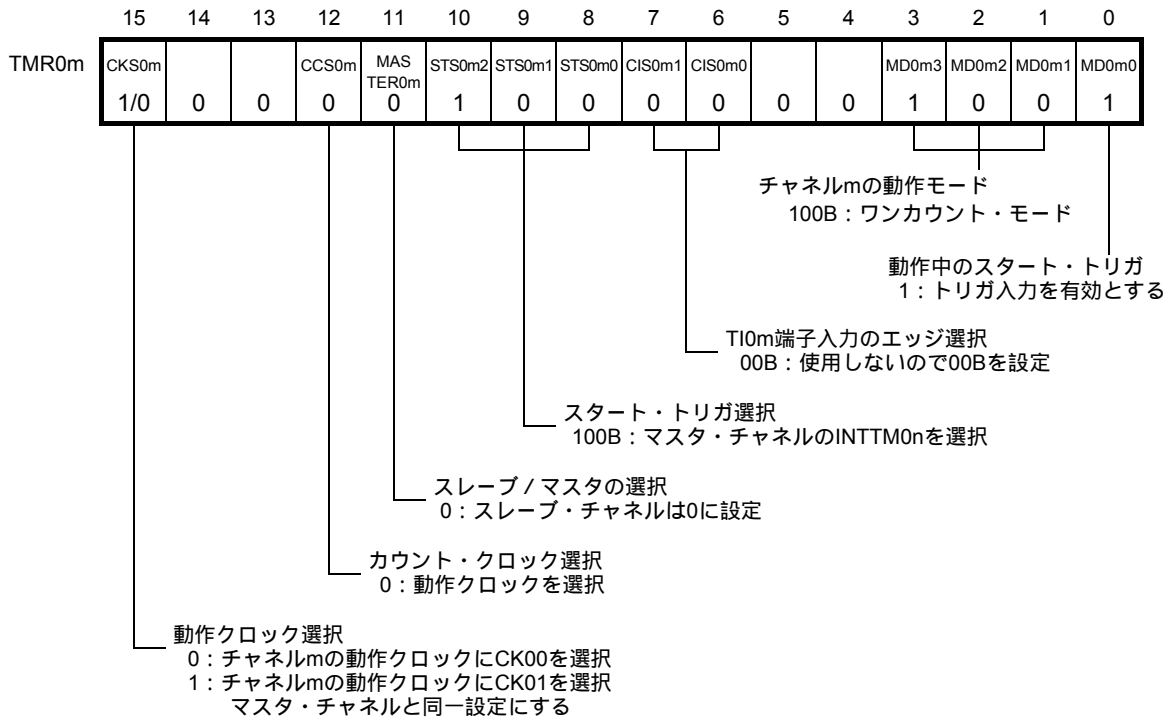 15 14 13 12 11 10 9 8 7 6 5 4 3 2 1 0
TMR0m CKS0m CCS0m MAS TER0m STS0m2 STS0m1 STS0m0 CIS0m1 CIS0m0 MD0m3 MD0m2 MD0m1 MD0m0
1/0 0 0 0 0 1 0 0 0 0 0 0 1 0 0 1
チャネルmの動作モード
100B:ワンカウント・モード
動作中のスタート・トリガ
1:トリガ入力を有効とする
TI0m端子入力のエッジ選択
00B:使用しないので00Bを設定
スタート・トリガ選択
100B:マスタ・チャネルのINTTM0nを選択
スレーブ/マスタの選択
0:スレーブ・チャネルは0に設定
カウント・クロック選択
0:動作クロックを選択
動作クロック選択
0:チャネルmの動作クロックにCK00を選択
1:チャネルmの動作クロックにCK01を選択
マスタ・チャネルと同一設定にする